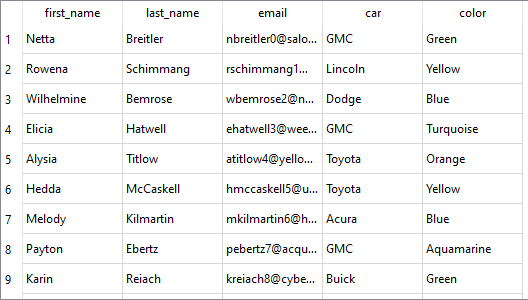 first_name last_name email car color
1 Netta Breitler nbreitler0@salo... GMC Green
2 Rowena Schimmang rschimmang1... Lincoln Yellow
3 Wilhelmine Bemrose wbemrose2@n... Dodge Blue
4 Elicia Hatwell ehatwell3@wee... GMC Turquoise
5 Alysia Titlow atitlow4@yello... Toyota Orange
6 Hedda McCaskell hmccaskell5@u... Toyota Yellow
7 Melody Kilmartin mkilmartin6@h... Acura Blue
8 Payton Ebertz pebertz7@acqu... GMC Aquamarine
9 Karin Reiach kreiach8@cybe... Buick Green